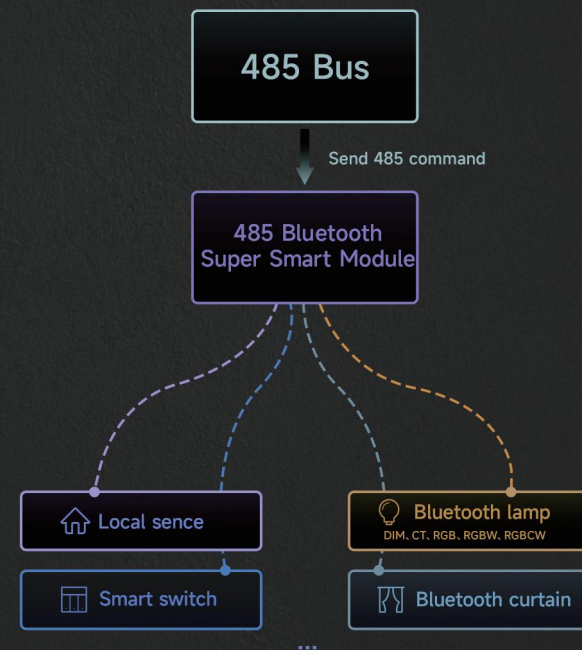 485 Bus
Send 485 command
485 Bluetooth
Super Smart Module
Local sence
Bluetooth lamp
DIM、CT、RGB、RGBW、RGBCW
Smart switch
Bluetooth curtain